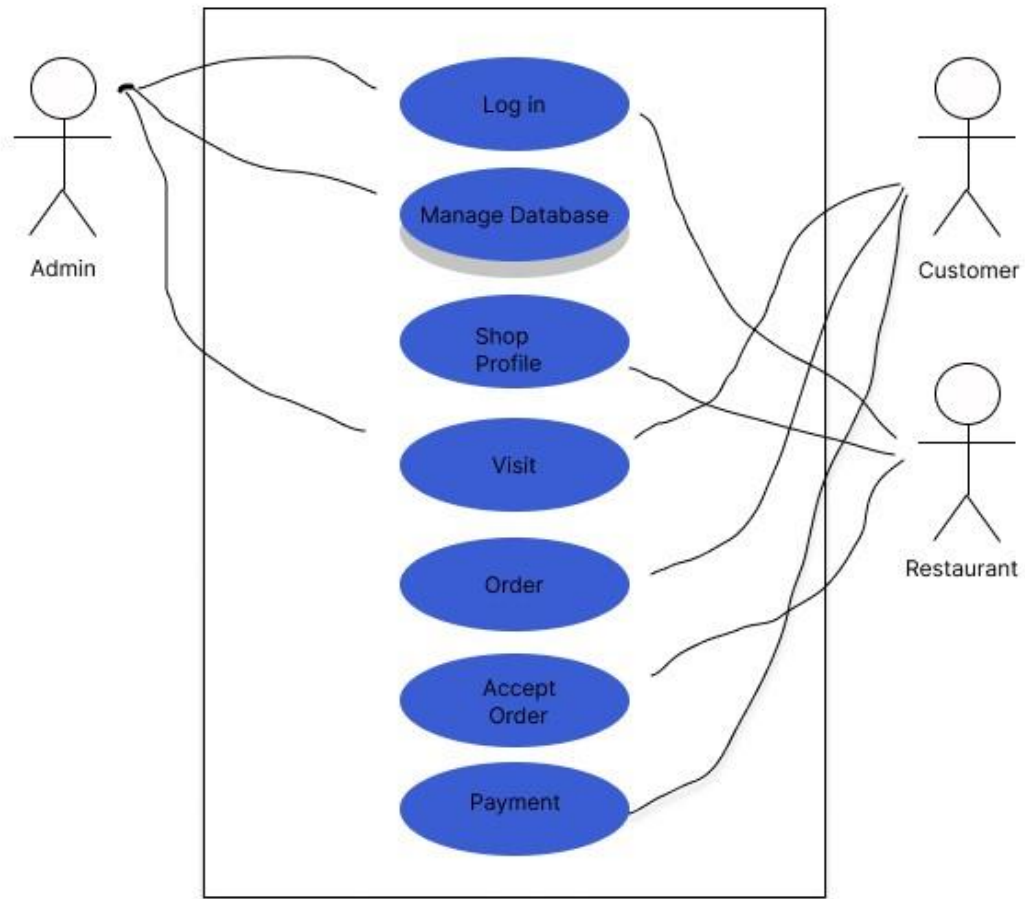 Log in
Manage Database
Admin
Customer
Shop
Profile
Visit
Order
Restaurant
Accept
Order
Payment